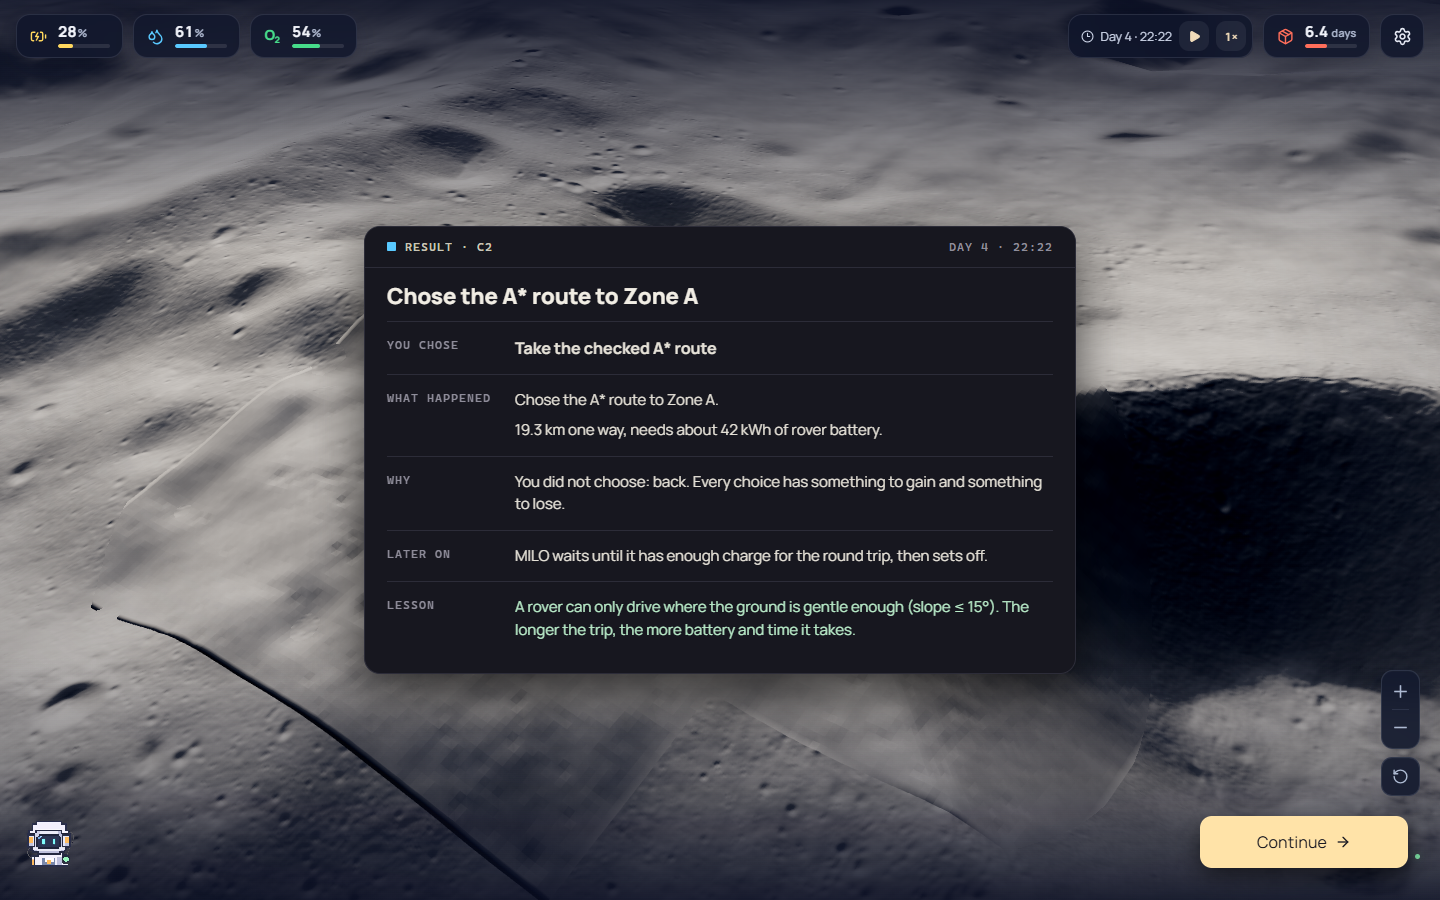 28%
61%
O₂ 54%
Day 4 · 22:22
1×
6.4 days
RESULT · C2
DAY 4 · 22:22
Chose the A* route to Zone A
YOU CHOSE
Take the checked A* route
WHAT HAPPENED
Chose the A* route to Zone A.
19.3 km one way, needs about 42 kWh of rover battery.
WHY
You did not choose: back. Every choice has something to gain and something
to lose.
LATER ON
MILO waits until it has enough charge for the round trip, then sets off.
LESSON
A rover can only drive where the ground is gentle enough (slope ≤ 15°). The
longer the trip, the more battery and time it takes.
Continue →